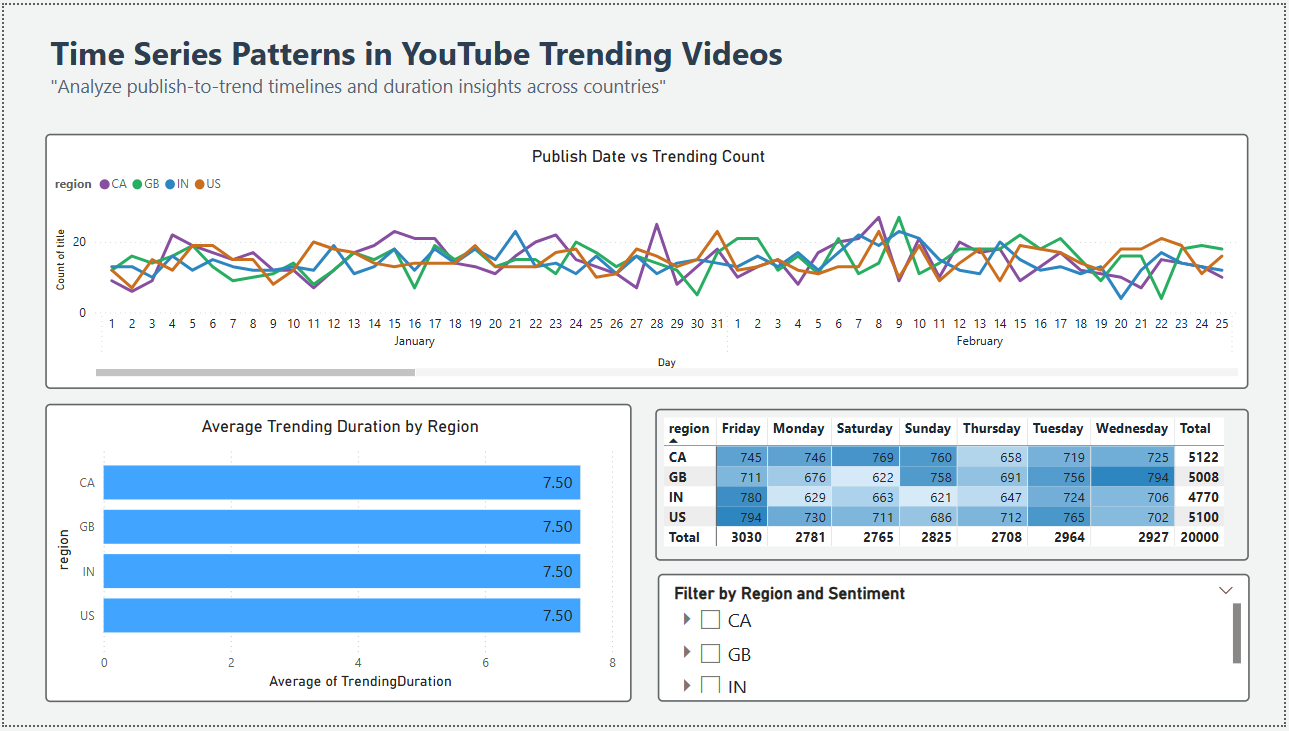 Time Series Patterns in YouTube Trending Videos
"Analyze publish-to-trend timelines and duration insights across countries"
Publish Date vs Trending Count
region CA GB IN US
Count of title
20
0
1 2 3 4 5 6 7 8 9 10 11 12 13 14 15 16 17 18 19 20 21 22 23 24 25 26 27 28 29 30 31 1 2 3 4 5 6 7 8 9 10 11 12 13 14 15 16 17 18 19 20 21 22 23 24 25
January February
Day
Average Trending Duration by Region
region
CA 7.50
GB 7.50
IN 7.50
US 7.50
0 2 4 6 8
Average of TrendingDuration
region Friday Monday Saturday Sunday Thursday Tuesday Wednesday Total
CA 745 746 769 760 658 719 725 5122
GB 711 676 622 758 691 756 794 5008
IN 780 629 663 621 647 724 706 4770
US 794 730 711 686 712 765 702 5100
Total 3030 2781 2765 2825 2708 2964 2927 20000
Filter by Region and Sentiment
CA
GB
IN